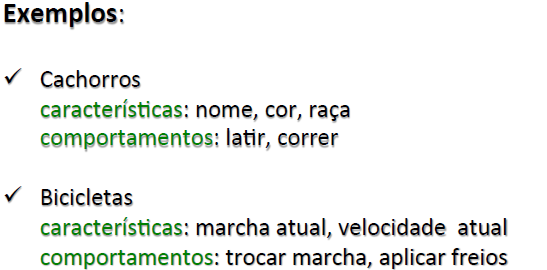 Exemplos:
✓ Cachorros
características: nome, cor, raça
comportamentos: latir, correr
✓ Bicicletas
características: marcha atual, velocidade atual
comportamentos: trocar marcha, aplicar freios